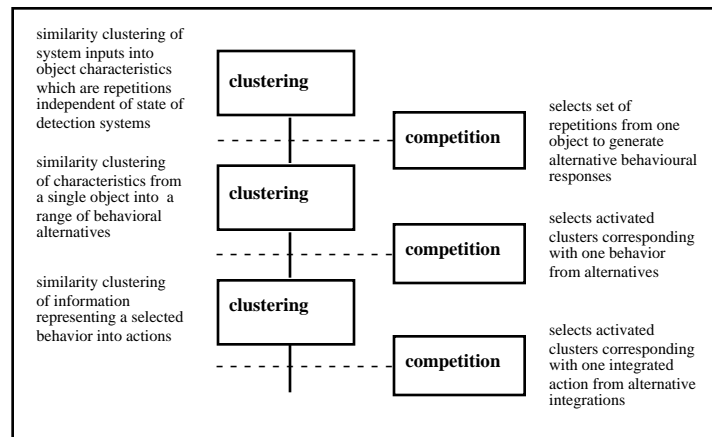 similarity clustering of
system inputs into
object characteristics
which are repetitions
independent of state of
detection systems
clustering
competition
selects set of
repetitions from one
object to generate
alternative behavioural
responses
similarity clustering
of characteristics from
a single object into a
range of behavioral
alternatives
clustering
competition
selects activated
clusters corresponding
with one behavior
from alternatives
similarity clustering
of information
representing a selected
behavior into actions
clustering
competition
selects activated
clusters corresponding
with one integrated
action from alternative
integrations